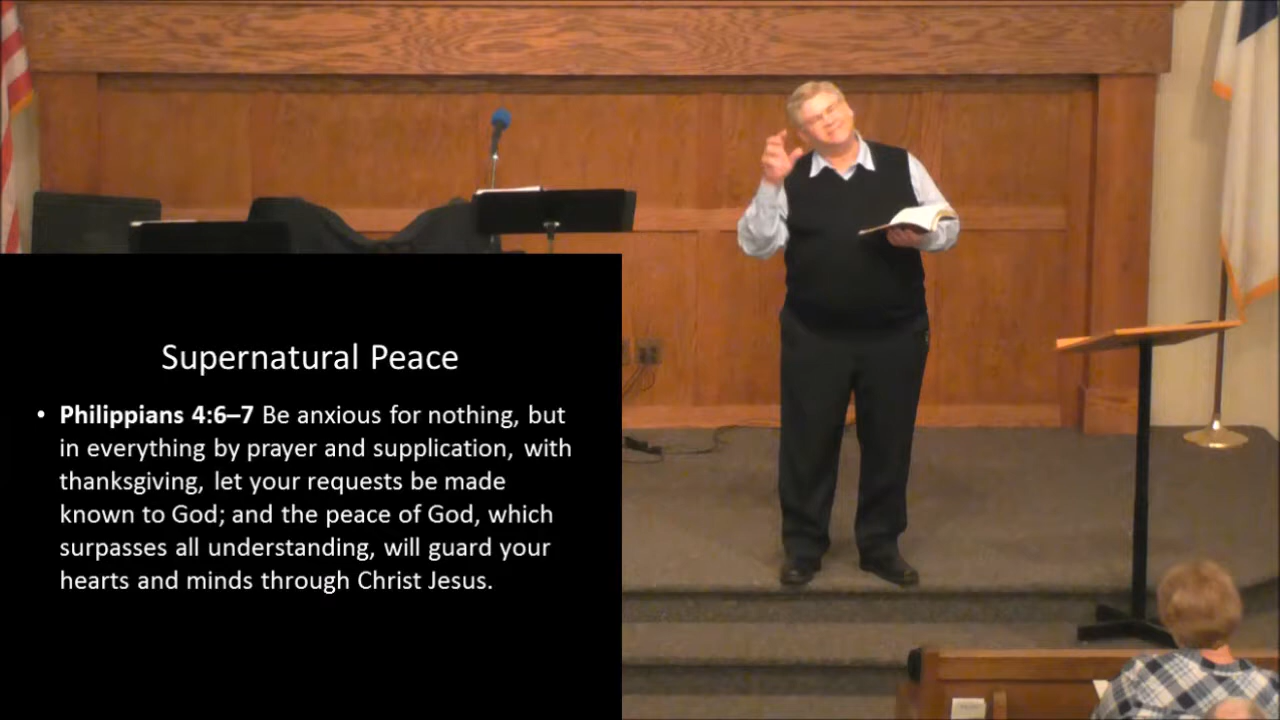 Supernatural Peace
• Philippians 4:6–7 Be anxious for nothing, but
in everything by prayer and supplication, with
thanksgiving, let your requests be made
known to God; and the peace of God, which
surpasses all understanding, will guard your
hearts and minds through Christ Jesus.